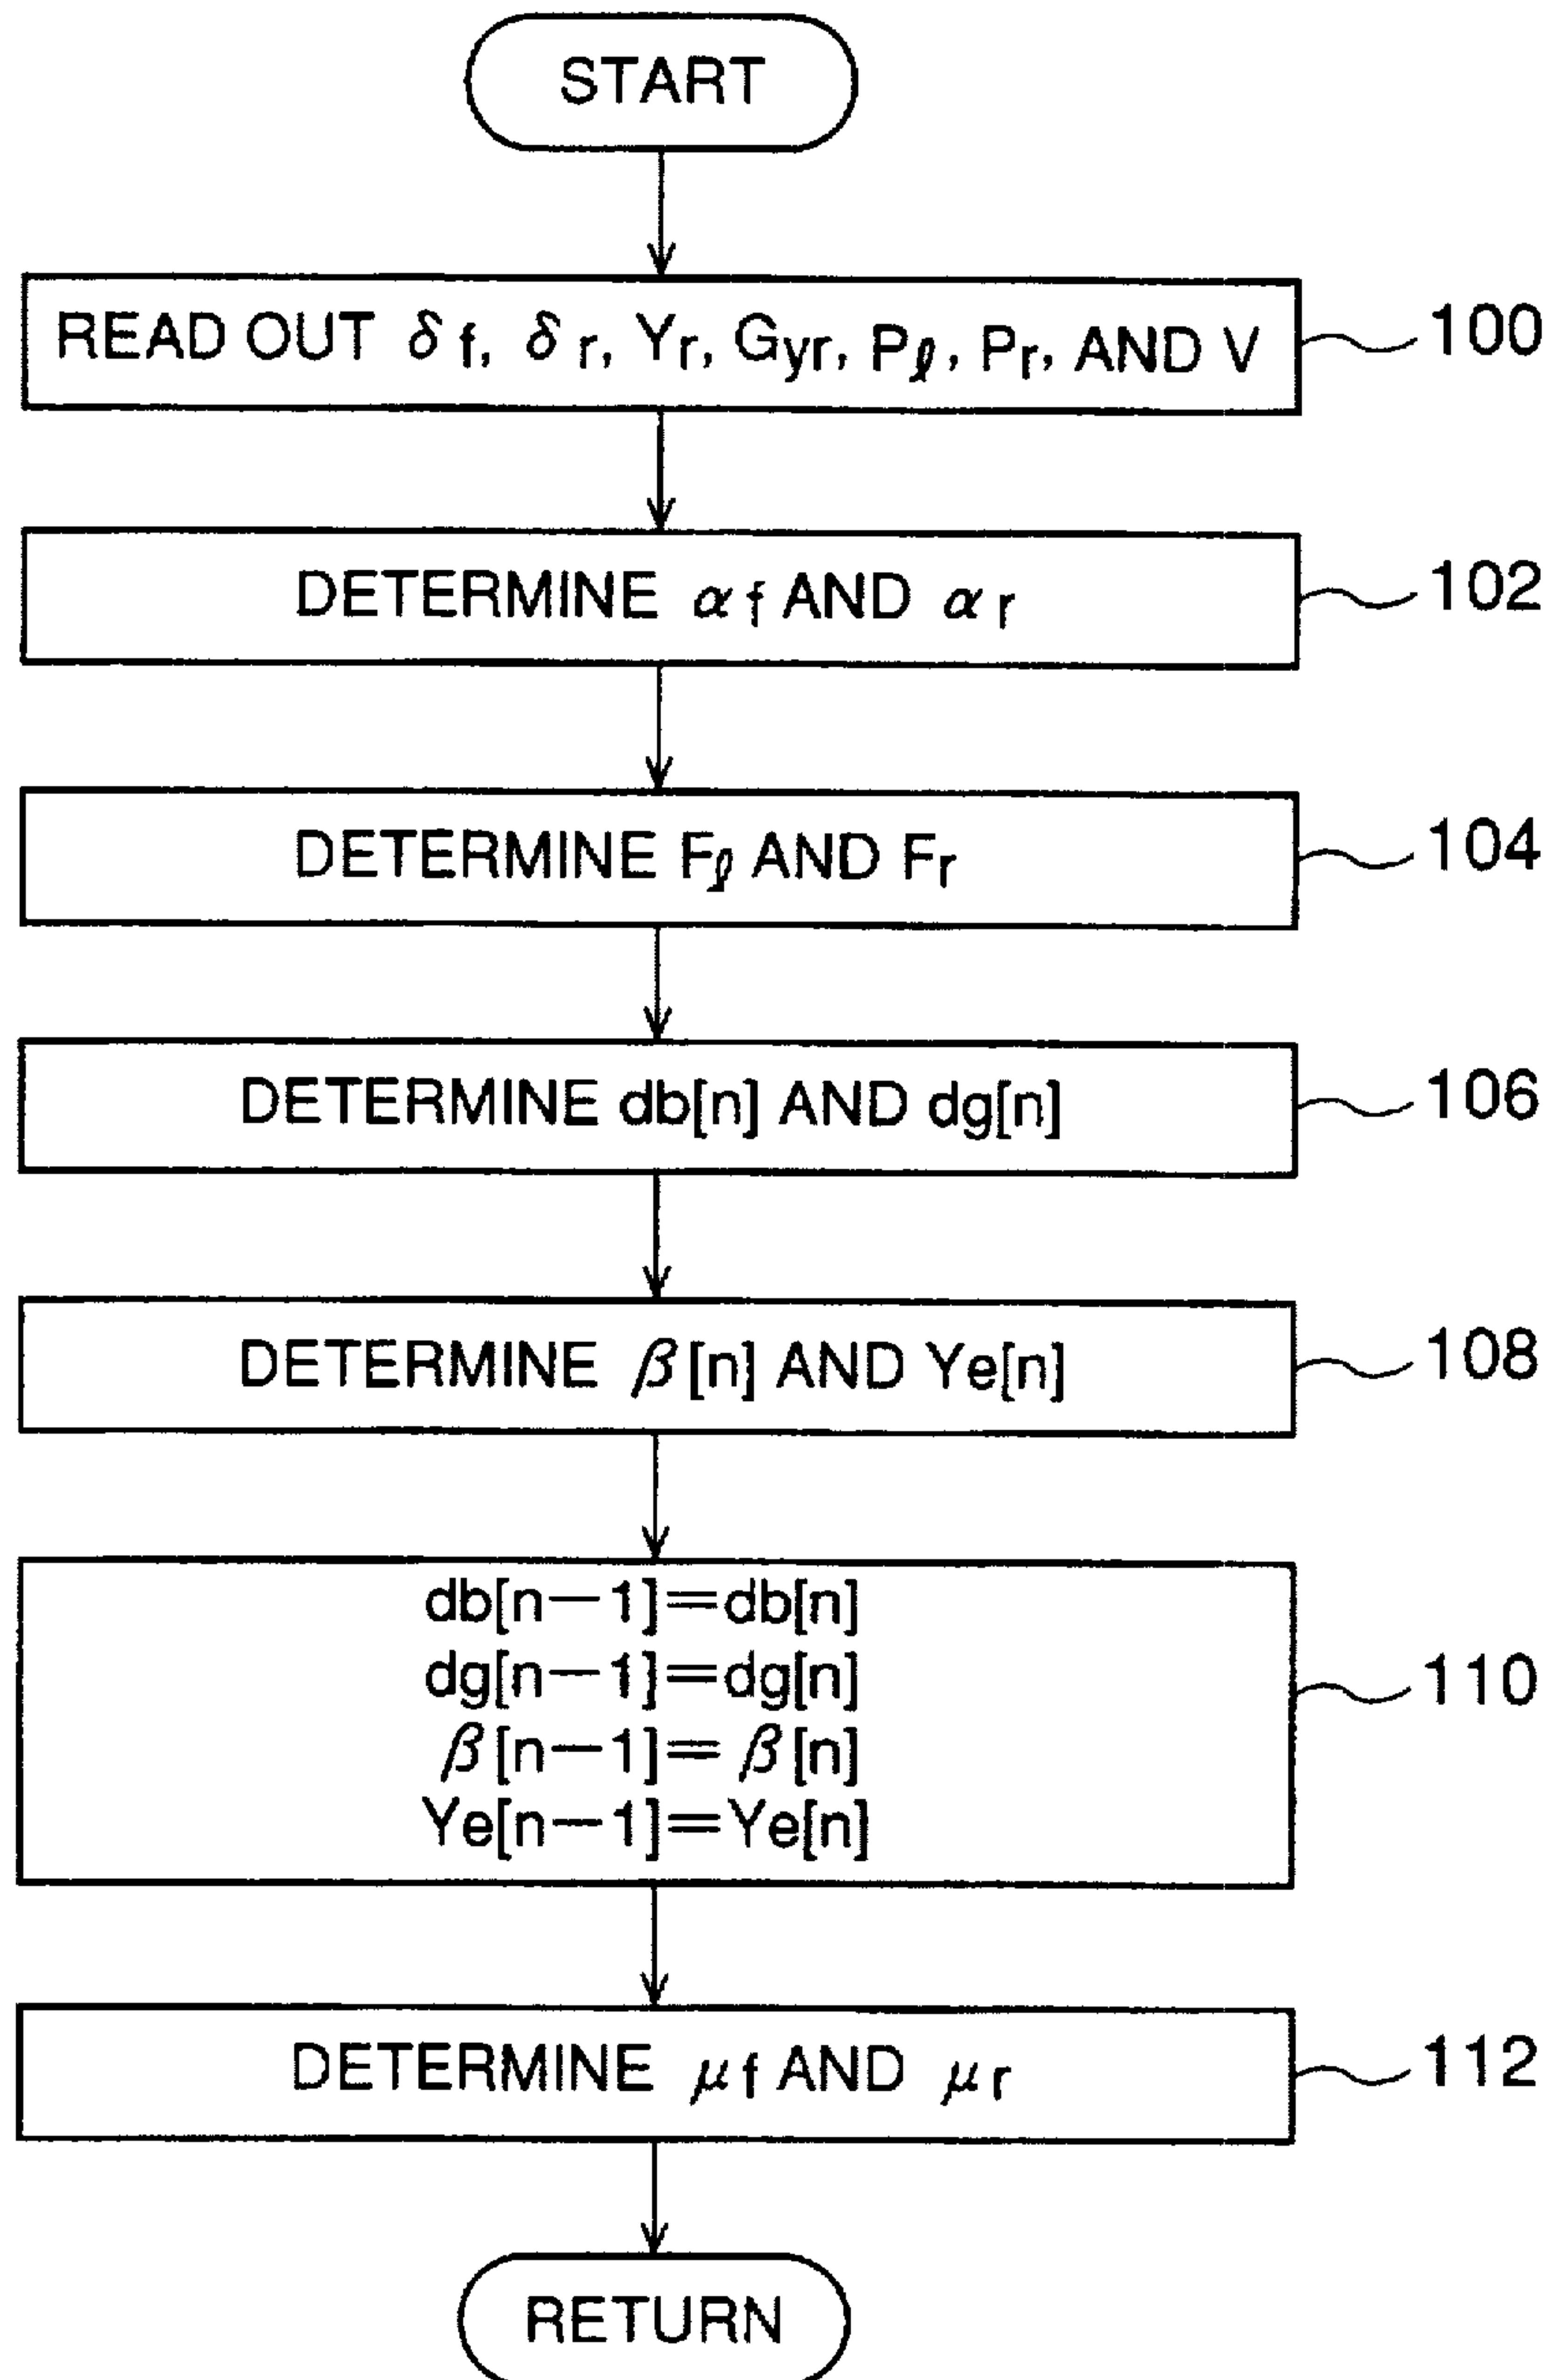 START
READ OUT δf, δr, Yr, Gyr, Pℓ, Pr, AND V
100
DETERMINE αf AND αr
102
DETERMINE Fℓ AND Fr
104
DETERMINE db[n] AND dg[n]
106
DETERMINE β[n] AND Ye[n]
108
db[n−1]=db[n]
dg[n−1]=dg[n]
β[n−1]=β[n]
Ye[n−1]=Ye[n]
110
DETERMINE μf AND μr
112
RETURN